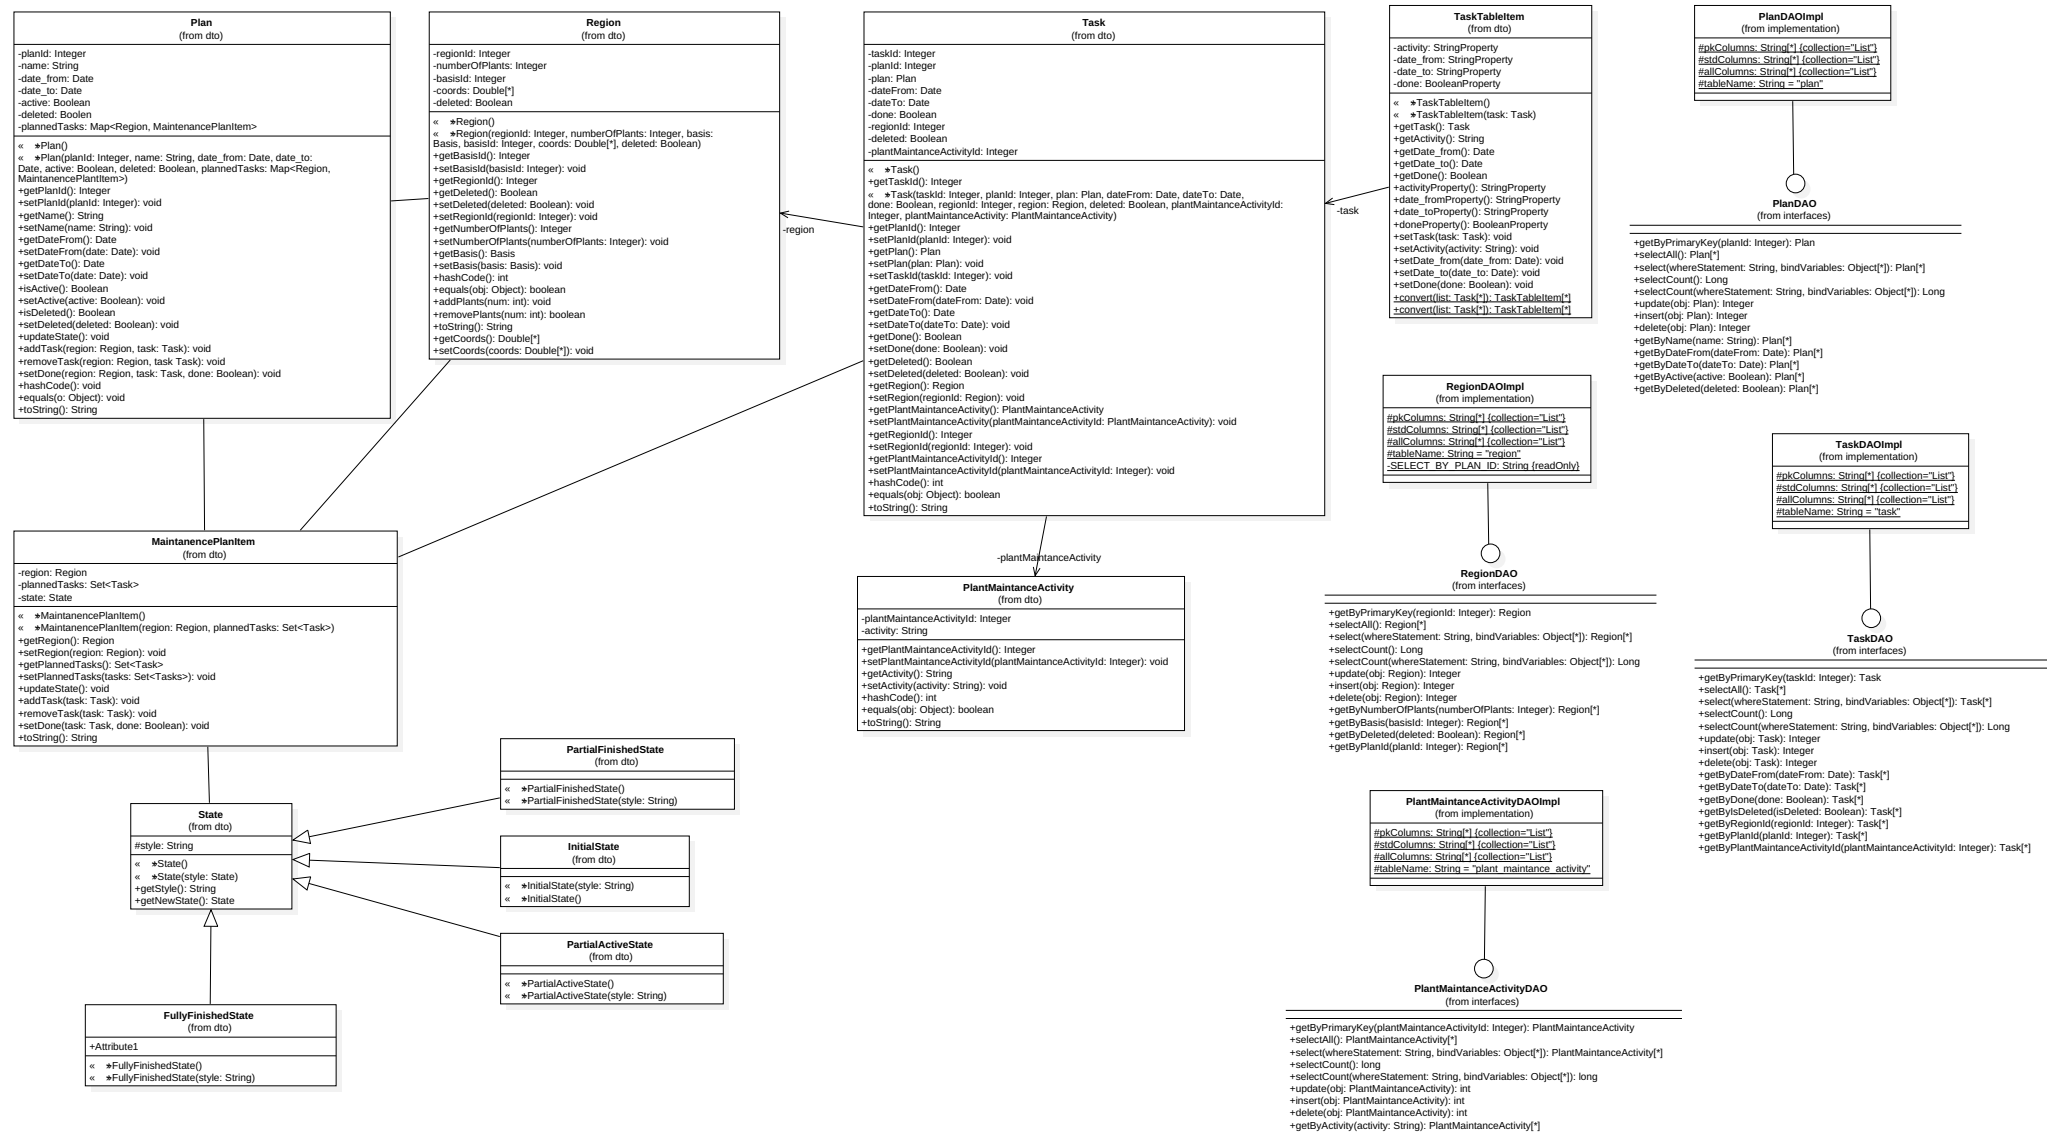 Plan
(from dto)
-planId: Integer
-name: String
-date_from: Date
-date_to: Date
-active: Boolean
-deleted: Boolen
-plannedTasks: Map<Region, MaintenancePlanItem>
« »+Plan()
« »+Plan(planId: Integer, name: String, date_from: Date, date_to:
Date, active: Boolean, deleted: Boolean, plannedTasks: Map<Region,
MaintanencePlantItem>)
+getPlanId(): Integer
+setPlanId(planId: Integer): void
+getName(): String
+setName(name: String): void
+getDateFrom(): Date
+setDateFrom(date: Date): void
+getDateTo(): Date
+setDateTo(date: Date): void
+isActive(): Boolean
+setActive(active: Boolean): void
+isDeleted(): Boolean
+setDeleted(deleted: Boolean): void
+updateState(): void
+addTask(region: Region, task: Task): void
+removeTask(region: Region, task Task): void
+setDone(region: Region, task: Task, done: Boolean): void
+hashCode(): void
+equals(o: Object): void
+toString(): String
Region
(from dto)
-regionId: Integer
-numberOfPlants: Integer
-basisId: Integer
-coords: Double[*]
-deleted: Boolean
« »+Region()
« »+Region(regionId: Integer, numberOfPlants: Integer, basis:
Basis, basisId: Integer, coords: Double[*], deleted: Boolean)
+getBasisId(): Integer
+setBasisId(basisId: Integer): void
+getRegionId(): Integer
+getDeleted(): Boolean
+setDeleted(deleted: Boolean): void
+setRegionId(regionId: Integer): void
+getNumberOfPlants(): Integer
+setNumberOfPlants(numberOfPlants: Integer): void
+getBasis(): Basis
+setBasis(basis: Basis): void
+hashCode(): int
+equals(obj: Object): boolean
+addPlants(num: int): void
+removePlants(num: int): boolean
+toString(): String
+getCoords(): Double[*]
+setCoords(coords: Double[*]): void
-region
Task
(from dto)
-taskId: Integer
-planId: Integer
-plan: Plan
-dateFrom: Date
-dateTo: Date
-done: Boolean
-regionId: Integer
-deleted: Boolean
-plantMaintanceActivityId: Integer
« »+Task()
+getTaskId(): Integer
« »+Task(taskId: Integer, planId: Integer, plan: Plan, dateFrom: Date, dateTo: Date,
done: Boolean, regionId: Integer, region: Region, deleted: Boolean, plantMaintanceActivityId:
Integer, plantMaintanceActivity: PlantMaintanceActivity)
+getPlanId(): Integer
+setPlanId(planId: Integer): void
+getPlan(): Plan
+setPlan(plan: Plan): void
+setTaskId(taskId: Integer): void
+getDateFrom(): Date
+setDateFrom(dateFrom: Date): void
+getDateTo(): Date
+setDateTo(dateTo: Date): void
+getDone(): Boolean
+setDone(done: Boolean): void
+getDeleted(): Boolean
+setDeleted(deleted: Boolean): void
+getRegion(): Region
+setRegion(regionId: Region): void
+getPlantMaintanceActivity(): PlantMaintanceActivity
+setPlantMaintanceActivity(plantMaintanceActivityId: PlantMaintanceActivity): void
+getRegionId(): Integer
+setRegionId(regionId: Integer): void
+getPlantMaintanceActivityId(): Integer
+setPlantMaintanceActivityId(plantMaintanceActivityId: Integer): void
+hashCode(): int
+equals(obj: Object): boolean
+toString(): String
-task
TaskTableItem
(from dto)
-activity: StringProperty
-date_from: StringProperty
-date_to: StringProperty
-done: BooleanProperty
« »+TaskTableItem()
« »+TaskTableItem(task: Task)
+getTask(): Task
+getActivity(): String
+getDate_from(): Date
+getDate_to(): Date
+getDone(): Boolean
+activityProperty(): StringProperty
+date_fromProperty(): StringProperty
+date_toProperty(): StringProperty
+doneProperty(): BooleanProperty
+setTask(task: Task): void
+setActivity(activity: String): void
+setDate_from(date_from: Date): void
+setDate_to(date_to: Date): void
+setDone(done: Boolean): void
+convert(list: Task[*]): TaskTableItem[*]
+convert(list: Task[*]): TaskTableItem[*]
PlanDAOImpl
(from implementation)
#pkColumns: String[*] {collection="List"}
#stdColumns: String[*] {collection="List"}
#allColumns: String[*] {collection="List"}
#tableName: String = "plan"
PlanDAO
(from interfaces)
+getByPrimaryKey(planId: Integer): Plan
+selectAll(): Plan[*]
+select(whereStatement: String, bindVariables: Object[*]): Plan[*]
+selectCount(): Long
+selectCount(whereStatement: String, bindVariables: Object[*]): Long
+update(obj: Plan): Integer
+insert(obj: Plan): Integer
+delete(obj: Plan): Integer
+getByName(name: String): Plan[*]
+getByDateFrom(dateFrom: Date): Plan[*]
+getByDateTo(dateTo: Date): Plan[*]
+getByActive(active: Boolean): Plan[*]
+getByDeleted(deleted: Boolean): Plan[*]
RegionDAOImpl
(from implementation)
#pkColumns: String[*] {collection="List"}
#stdColumns: String[*] {collection="List"}
#allColumns: String[*] {collection="List"}
#tableName: String = "region"
-SELECT_BY_PLAN_ID: String {readOnly}
RegionDAO
(from interfaces)
+getByPrimaryKey(regionId: Integer): Region
+selectAll(): Region[*]
+select(whereStatement: String, bindVariables: Object[*]): Region[*]
+selectCount(): Long
+selectCount(whereStatement: String, bindVariables: Object[*]): Long
+update(obj: Region): Integer
+insert(obj: Region): Integer
+delete(obj: Region): Integer
+getByNumberOfPlants(numberOfPlants: Integer): Region[*]
+getByBasis(basisId: Integer): Region[*]
+getByDeleted(deleted: Boolean): Region[*]
+getByPlanId(planId: Integer): Region[*]
TaskDAOImpl
(from implementation)
#pkColumns: String[*] {collection="List"}
#stdColumns: String[*] {collection="List"}
#allColumns: String[*] {collection="List"}
#tableName: String = "task"
TaskDAO
(from interfaces)
+getByPrimaryKey(taskId: Integer): Task
+selectAll(): Task[*]
+select(whereStatement: String, bindVariables: Object[*]): Task[*]
+selectCount(): Long
+selectCount(whereStatement: String, bindVariables: Object[*]): Long
+update(obj: Task): Integer
+insert(obj: Task): Integer
+delete(obj: Task): Integer
+getByDateFrom(dateFrom: Date): Task[*]
+getByDateTo(dateTo: Date): Task[*]
+getByDone(done: Boolean): Task[*]
+getByIsDeleted(isDeleted: Boolean): Task[*]
+getByRegionId(regionId: Integer): Task[*]
+getByPlanId(planId: Integer): Task[*]
+getByPlantMaintanceActivityId(plantMaintanceActivityId: Integer): Task[*]
MaintanencePlanItem
(from dto)
-region: Region
-plannedTasks: Set<Task>
-state: State
« »+MaintanencePlanItem()
« »+MaintanencePlanItem(region: Region, plannedTasks: Set<Task>)
+getRegion(): Region
+setRegion(region: Region): void
+getPlannedTasks(): Set<Task>
+setPlannedTasks(tasks: Set<Tasks>): void
+updateState(): void
+addTask(task: Task): void
+removeTask(task: Task): void
+setDone(task: Task, done: Boolean): void
+toString(): String
-plantMaintanceActivity
PlantMaintanceActivity
(from dto)
-plantMaintanceActivityId: Integer
-activity: String
+getPlantMaintanceActivityId(): Integer
+setPlantMaintanceActivityId(plantMaintanceActivityId: Integer): void
+getActivity(): String
+setActivity(activity: String): void
+hashCode(): int
+equals(obj: Object): boolean
+toString(): String
State
(from dto)
#style: String
« »+State()
« »+State(style: State)
+getStyle(): String
+getNewState(): State
PartialFinishedState
(from dto)
« »+PartialFinishedState()
« »+PartialFinishedState(style: String)
InitialState
(from dto)
« »+InitialState(style: String)
« »+InitialState()
PartialActiveState
(from dto)
« »+PartialActiveState()
« »+PartialActiveState(style: String)
FullyFinishedState
(from dto)
+Attribute1
« »+FullyFinishedState()
« »+FullyFinishedState(style: String)
PlantMaintanceActivityDAOImpl
(from implementation)
#pkColumns: String[*] {collection="List"}
#stdColumns: String[*] {collection="List"}
#allColumns: String[*] {collection="List"}
#tableName: String = "plant_maintance_activity"
PlantMaintanceActivityDAO
(from interfaces)
+getByPrimaryKey(plantMaintanceActivityId: Integer): PlantMaintanceActivity
+selectAll(): PlantMaintanceActivity[*]
+select(whereStatement: String, bindVariables: Object[*]): PlantMaintanceActivity[*]
+selectCount(): long
+selectCount(whereStatement: String, bindVariables: Object[*]): long
+update(obj: PlantMaintanceActivity): int
+insert(obj: PlantMaintanceActivity): int
+delete(obj: PlantMaintanceActivity): int
+getByActivity(activity: String): PlantMaintanceActivity[*]